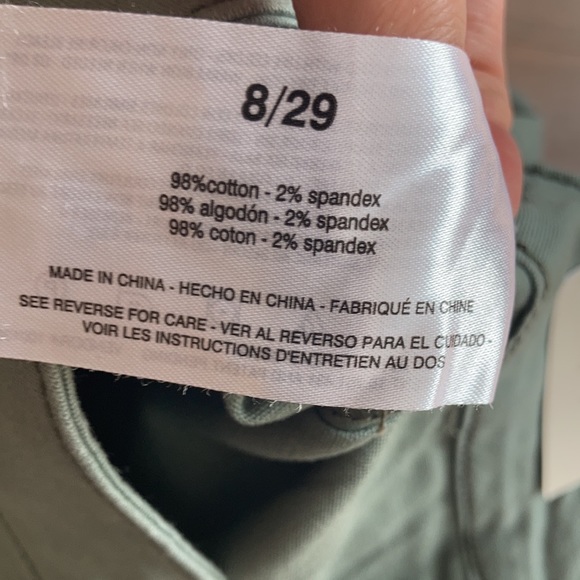 8/29
98%cotton - 2% spandex
98% algodón - 2% spandex
98% coton - 2% spandex
MADE IN CHINA - HECHO EN CHINA - FABRIQUÉ EN CHINE
SEE REVERSE FOR CARE - VER AL REVERSO PARA EL CUIDADO -
VOIR LES INSTRUCTIONS D'ENTRETIEN AU DOS